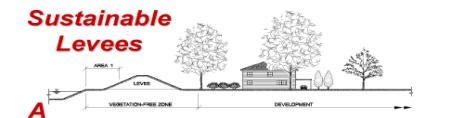 Sustainable
Levees
AREA 1
LEVEE
A
VEGETATION-FREE ZONE
DEVELOPMENT